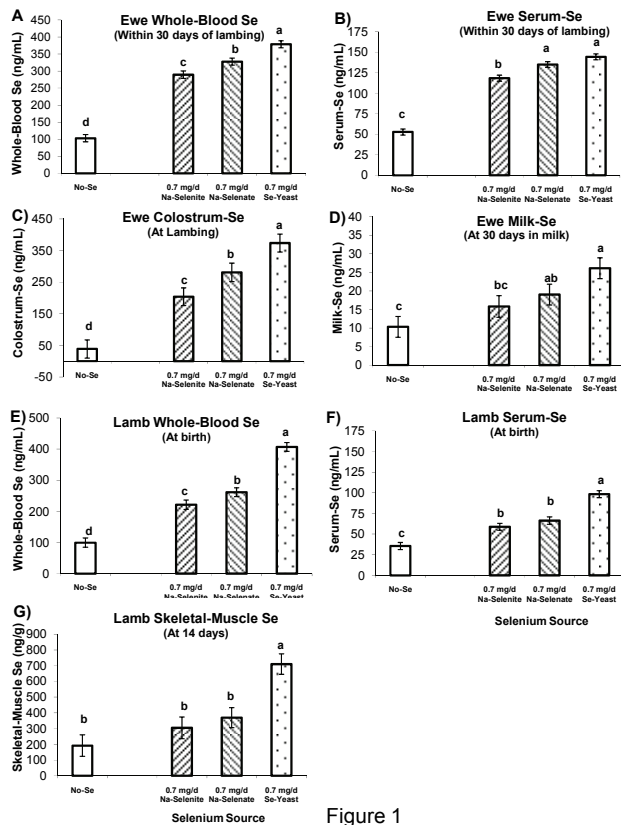 A
Ewe Whole-Blood Se
(Within 30 days of lambing)
Whole-Blood Se (ng/mL)
400
350
300
250
200
150
100
50
0
d
c
b
a
No-Se
0.7 mg/d
Na-Selenite
0.7 mg/d
Na-Selenate
0.7 mg/d
Se-Yeast
B)
Ewe Serum-Se
(Within 30 days of lambing)
Serum-Se (ng/mL)
175
150
125
100
75
50
25
0
c
b
a
a
No-Se
0.7 mg/d
Na-Selenite
0.7 mg/d
Na-Selenate
0.7 mg/d
Se-Yeast
C)
Ewe Colostrum-Se
(At Lambing)
Colostrum-Se (ng/mL)
450
350
250
150
50
-50
d
c
b
a
No-Se
0.7 mg/d
Na-Selenite
0.7 mg/d
Na-Selenate
0.7 mg/d
Se-Yeast
D)
Ewe Milk-Se
(At 30 days in milk)
Milk-Se (ng/mL)
40
35
30
25
20
15
10
5
0
c
bc
ab
a
No-Se
0.7 mg/d
Na-Selenite
0.7 mg/d
Na-Selenate
0.7 mg/d
Se-Yeast
E)
Lamb Whole-Blood Se
(At birth)
Whole-Blood Se (ng/mL)
500
400
300
200
100
0
d
c
b
a
No-Se
0.7 mg/d
Na-Selenite
0.7 mg/d
Na-Selenate
0.7 mg/d
Se-Yeast
F)
Lamb Serum-Se
(At birth)
Serum-Se (ng/mL)
175
150
125
100
75
50
25
0
c
b
b
a
No-Se
0.7 mg/d
Na-Selenite
0.7 mg/d
Na-Selenate
0.7 mg/d
Se-Yeast
Selenium Source
G)
Lamb Skeletal-Muscle Se
(At 14 days)
Skeletal-Muscle Se (ng/g)
900
800
700
600
500
400
300
200
100
0
b
b
b
a
No-Se
0.7 mg/d
Na-Selenite
0.7 mg/d
Na-Selenate
0.7 mg/d
Se-Yeast
Selenium Source
Figure 1